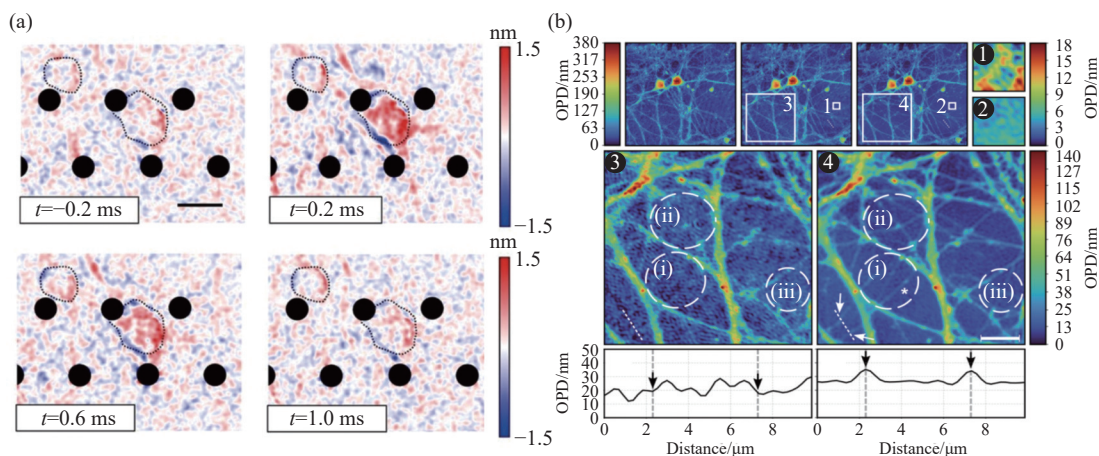 (a)
nm
1.5
−1.5
t=−0.2 ms
t=0.2 ms
nm
1.5
−1.5
t=0.6 ms
t=1.0 ms
(b)
OPD/nm
380
317
253
190
127
63
0
3
1
4
2
1
2
18
15
12
9
6
3
0
OPD/nm
3
(ii)
(i)
(iii)
4
(ii)
(i)
*
(iii)
140
115
102
89
76
64
51
38
25
13
0
OPD/nm
OPD/nm
50
40
30
20
10
0
0 2 4 6 8
Distance/μm
0 2 4 6 8
Distance/μm